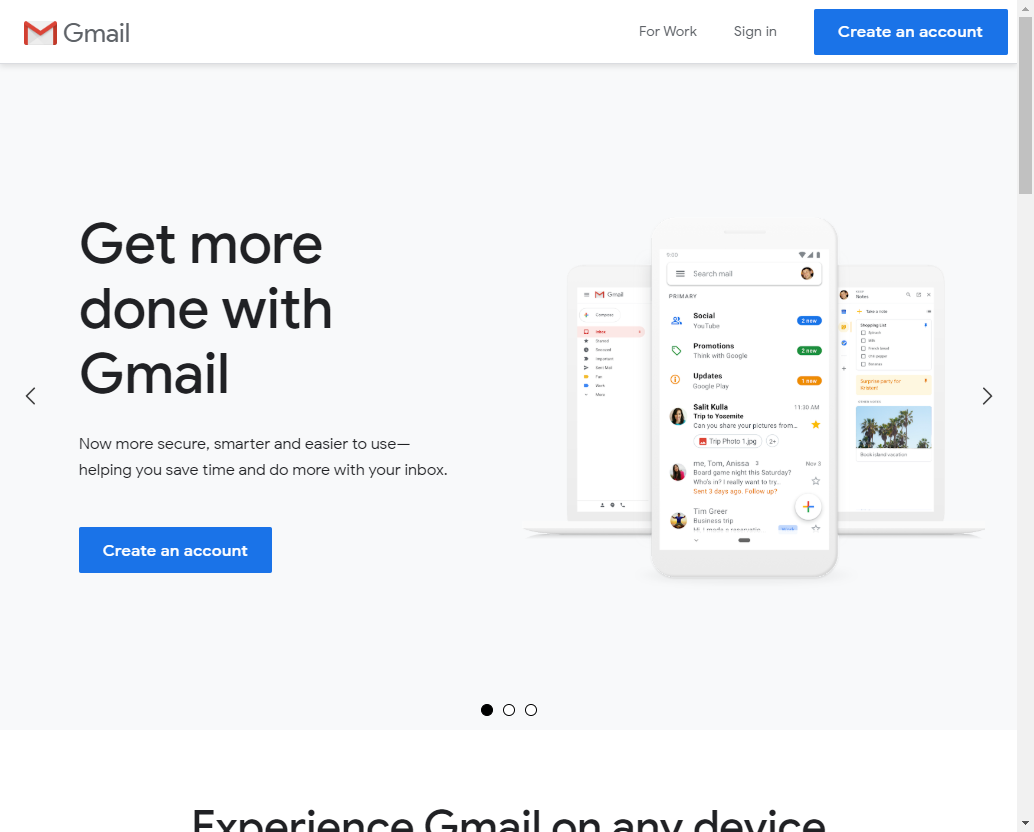 Gmail
For Work
Sign in
Create an account
Get more
done with
Gmail
Now more secure, smarter and easier to use—
helping you save time and do more with your inbox.
Create an account
Gmail
Compose
Inbox
Starred
Snoozed
Important
Sent Mail
Work
More
9:00
Search mail
PRIMARY
Social
YouTube
2 new
Promotions
Think with Google
2 new
Updates
Google Play
1 new
Salit Kulla
11:30 AM
Trip to Yosemite
Can you share your pictures from...
Trip Photo 1.jpg
2+
me, Tom, Anissa 3
Nov 3
Board game night this Saturday?
Who's in? I really want to try...
Sent 3 days ago. Follow up?
Tim Greer
Business trip
Notes
Take a note
Shopping List
Surprise party for
Kristen!
Book island vacation
Experience Gmail on any device